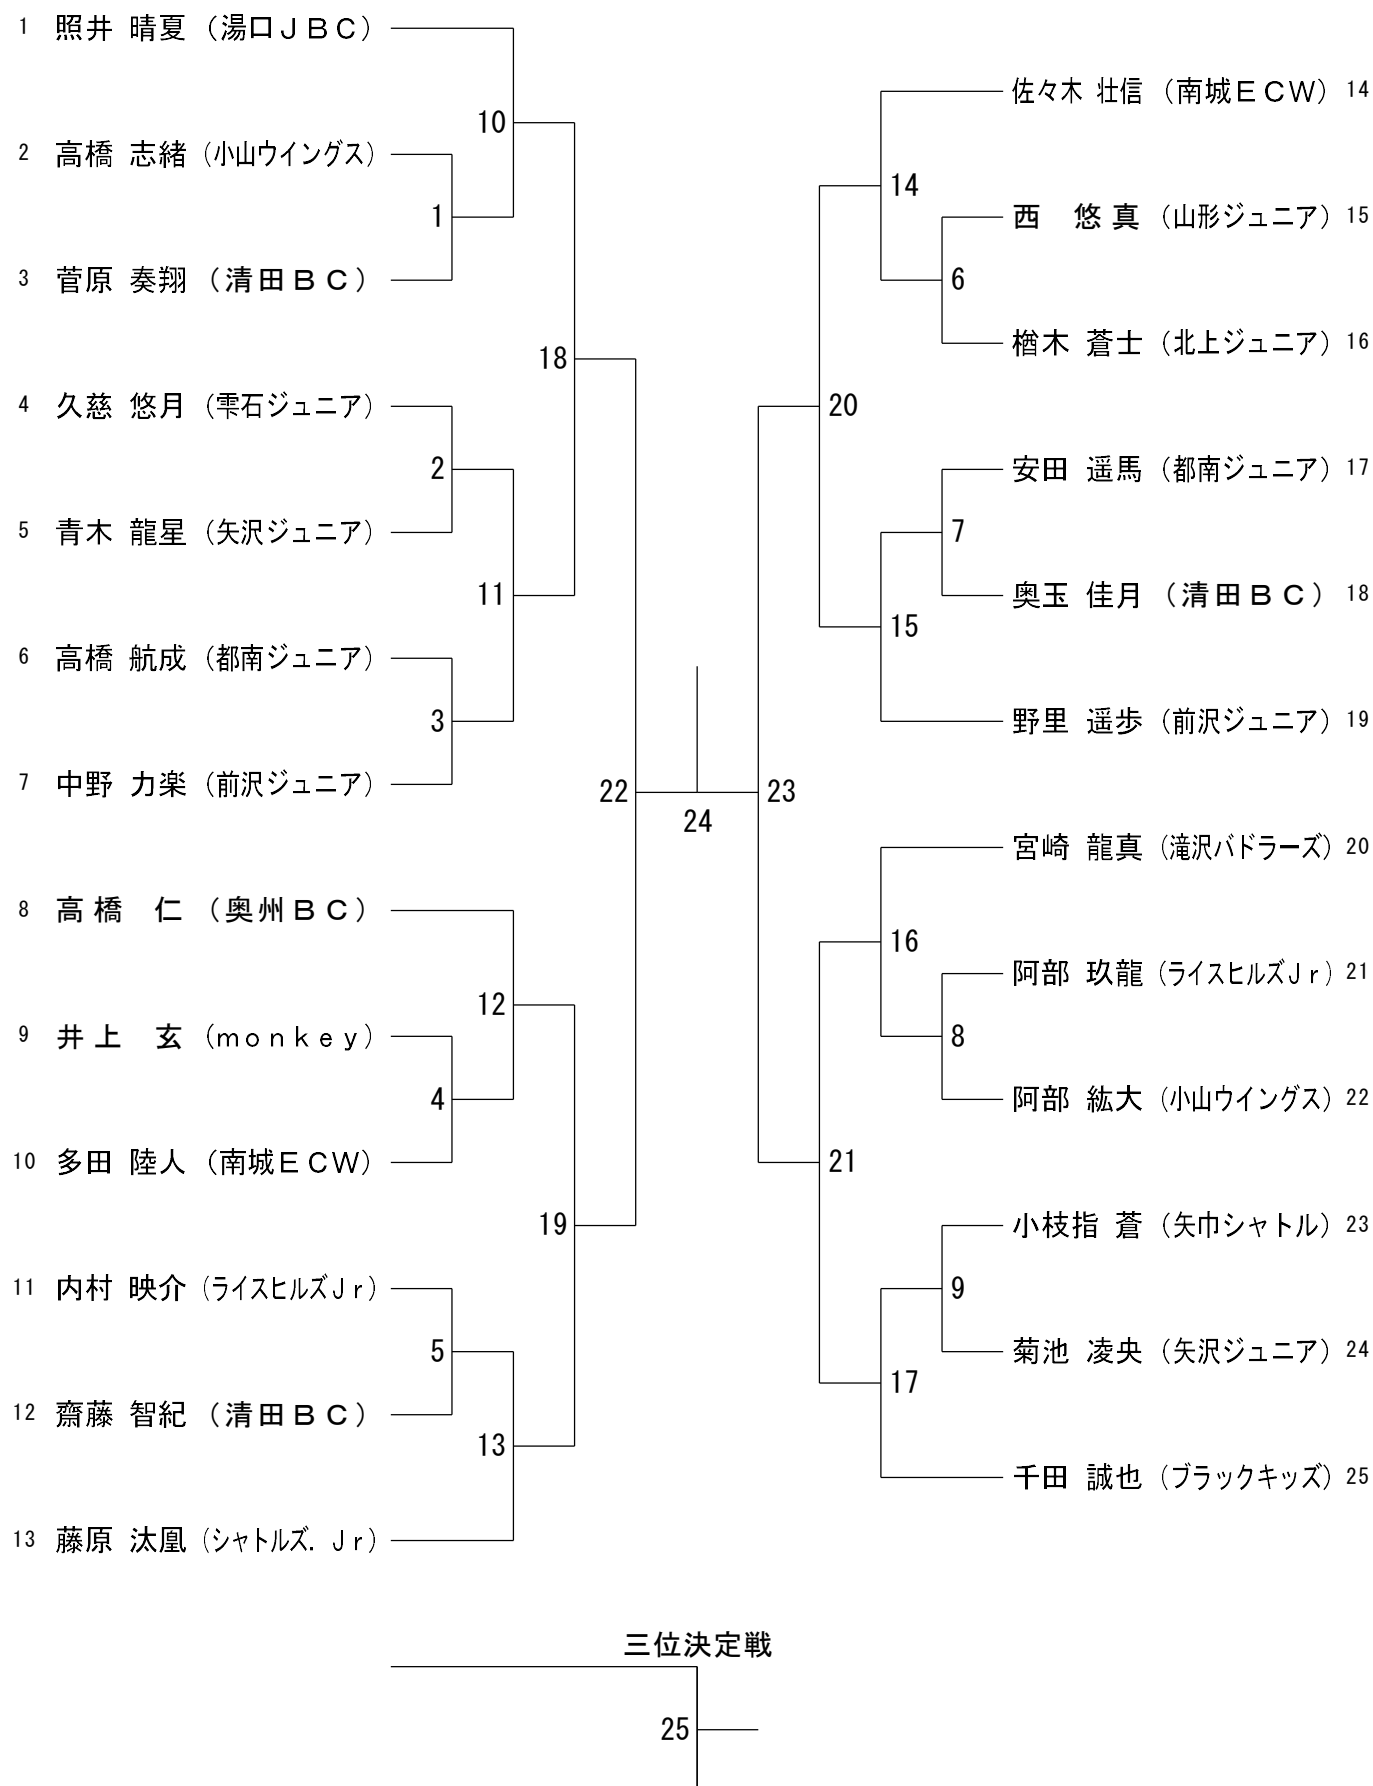 1 照井 晴夏 (湯口ＪＢＣ)
2 高橋 志緒 (小山ウイングス)
3 菅原 奏翔 (清田ＢＣ)
4 久慈 悠月 (雫石ジュニア)
5 青木 龍星 (矢沢ジュニア)
6 高橋 航成 (都南ジュニア)
7 中野 力楽 (前沢ジュニア)
8 高橋 仁 (奥州ＢＣ)
9 井上 玄 (ｍｏｎｋｅｙ)
10 多田 陸人 (南城ＥＣＷ)
11 内村 映介 (ライスヒルズＪｒ)
12 齋藤 智紀 (清田ＢＣ)
13 藤原 汰凰 (シャトルズ．Ｊｒ)
10
1
18
2
11
3
22
12
4
19
5
13
24
23
14
6
20
7
15
16
8
21
9
17
佐々木 壮信 (南城ＥＣＷ) 14
西 悠真 (山形ジュニア) 15
楢木 蒼士 (北上ジュニア) 16
安田 遥馬 (都南ジュニア) 17
奥玉 佳月 (清田ＢＣ) 18
野里 遥歩 (前沢ジュニア) 19
宮崎 龍真 (滝沢バドラーズ) 20
阿部 玖龍 (ライスヒルズＪｒ) 21
阿部 紘大 (小山ウイングス) 22
小枝指 蒼 (矢巾シャトル) 23
菊池 凌央 (矢沢ジュニア) 24
千田 誠也 (ブラックキッズ) 25
三位決定戦
25